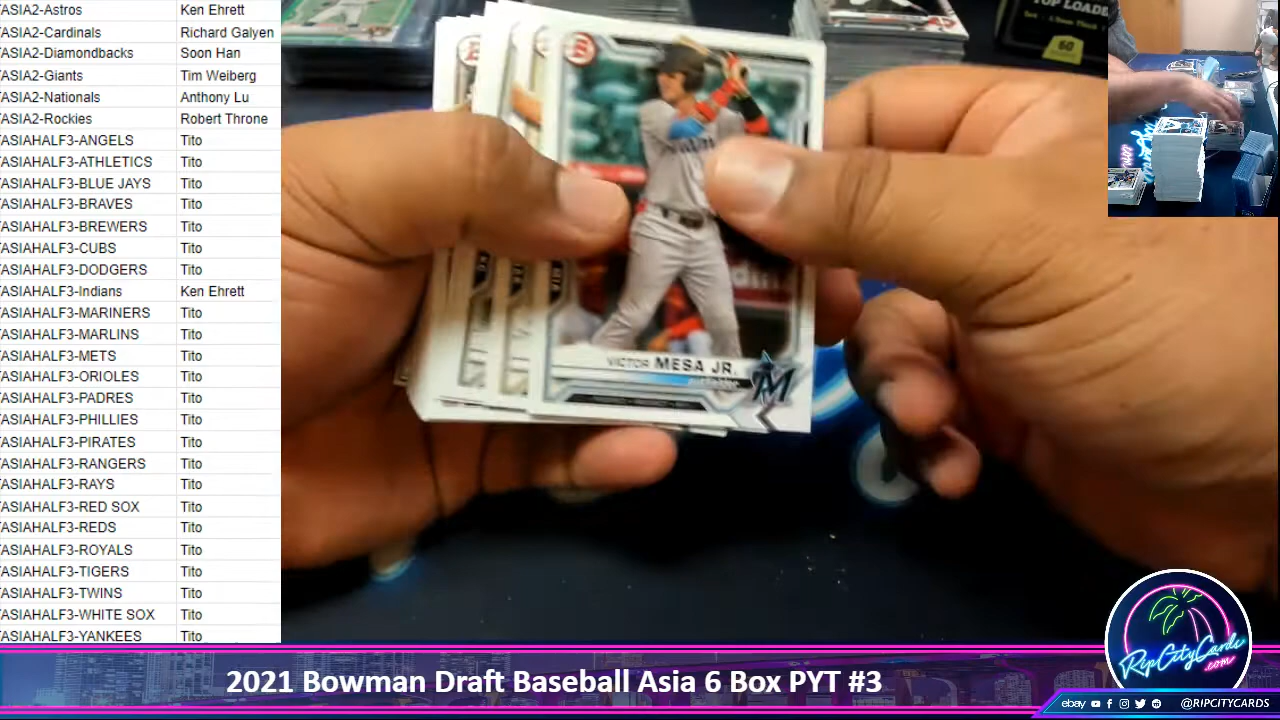 ASIA2-Astros Ken Ehrett
ASIA2-Cardinals Richard Galyen
ASIA2-Diamondbacks Soon Han
ASIA2-Giants Tim Weiberg
ASIA2-Nationals Anthony Lu
ASIA2-Rockies Robert Throne
ASIAHALF3-ANGELS Tito
ASIAHALF3-ATHLETICS Tito
ASIAHALF3-BLUE JAYS Tito
ASIAHALF3-BRAVES Tito
ASIAHALF3-BREWERS Tito
ASIAHALF3-CUBS Tito
ASIAHALF3-DODGERS Tito
ASIAHALF3-Indians Ken Ehrett
ASIAHALF3-MARINERS Tito
ASIAHALF3-MARLINS Tito
ASIAHALF3-METS Tito
ASIAHALF3-ORIOLES Tito
ASIAHALF3-PADRES Tito
ASIAHALF3-PHILLIES Tito
ASIAHALF3-PIRATES Tito
ASIAHALF3-RANGERS Tito
ASIAHALF3-RAYS Tito
ASIAHALF3-RED SOX Tito
ASIAHALF3-REDS Tito
ASIAHALF3-ROYALS Tito
ASIAHALF3-TIGERS Tito
ASIAHALF3-TWINS Tito
ASIAHALF3-WHITE SOX Tito
ASIAHALF3-YANKEES Tito
TOP LOADE
60
VICTOR MESA JR.
M
RipCityCards
.com
2021 Bowman Draft Baseball Asia 6 Box PYT #3
ebay @RIPCITYCARDS